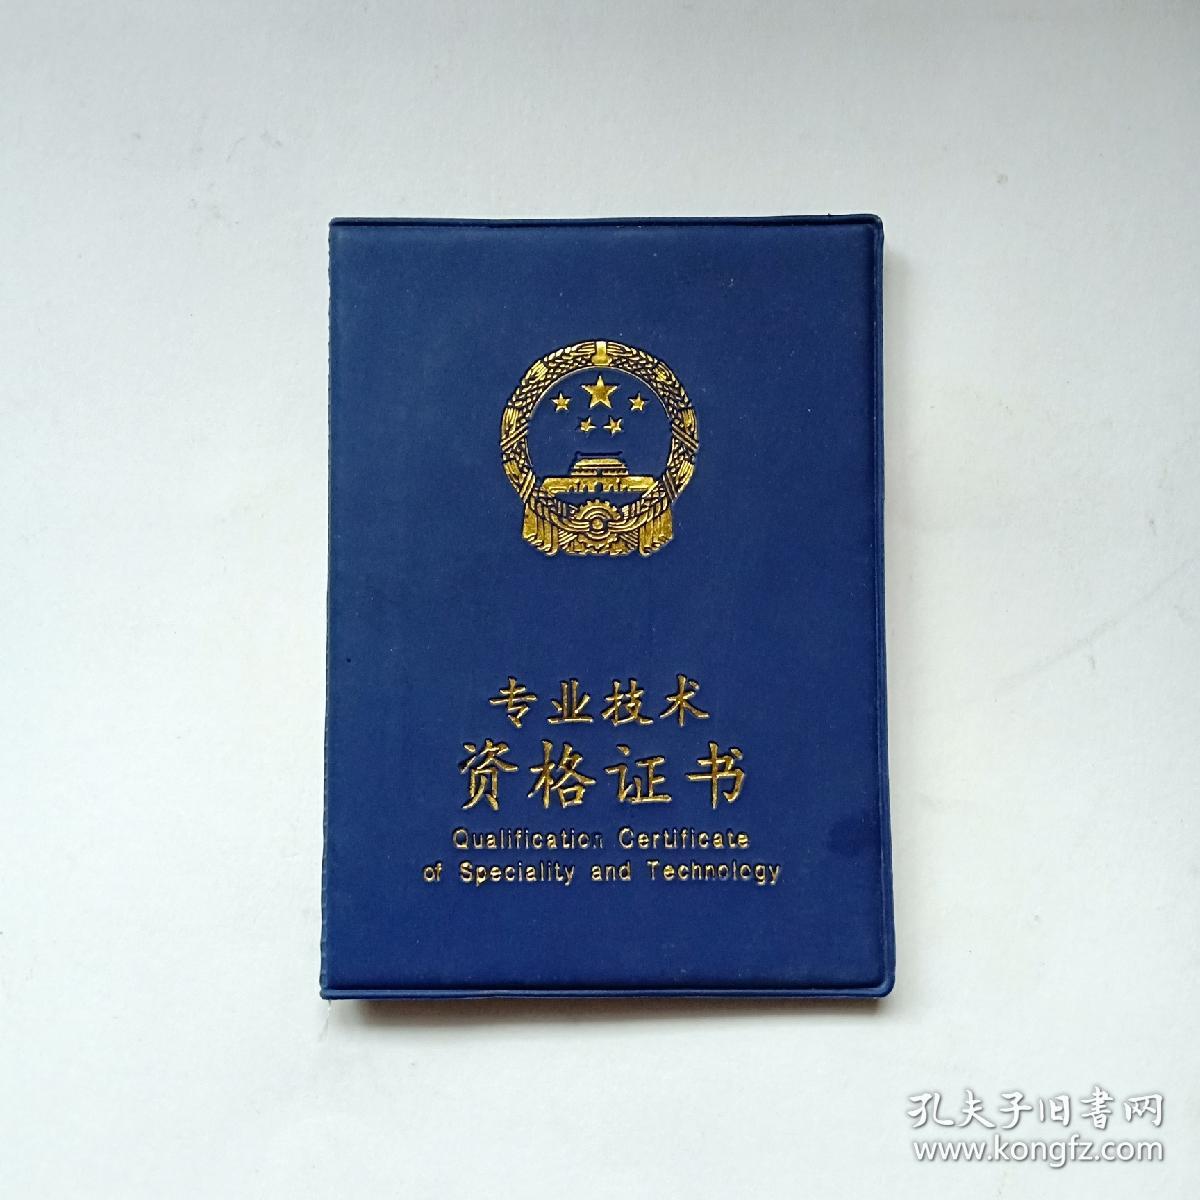 专业技术
资格证书
Qualification Certificate
of Speciality and Technology
孔夫子旧书网
www.kongfz.com